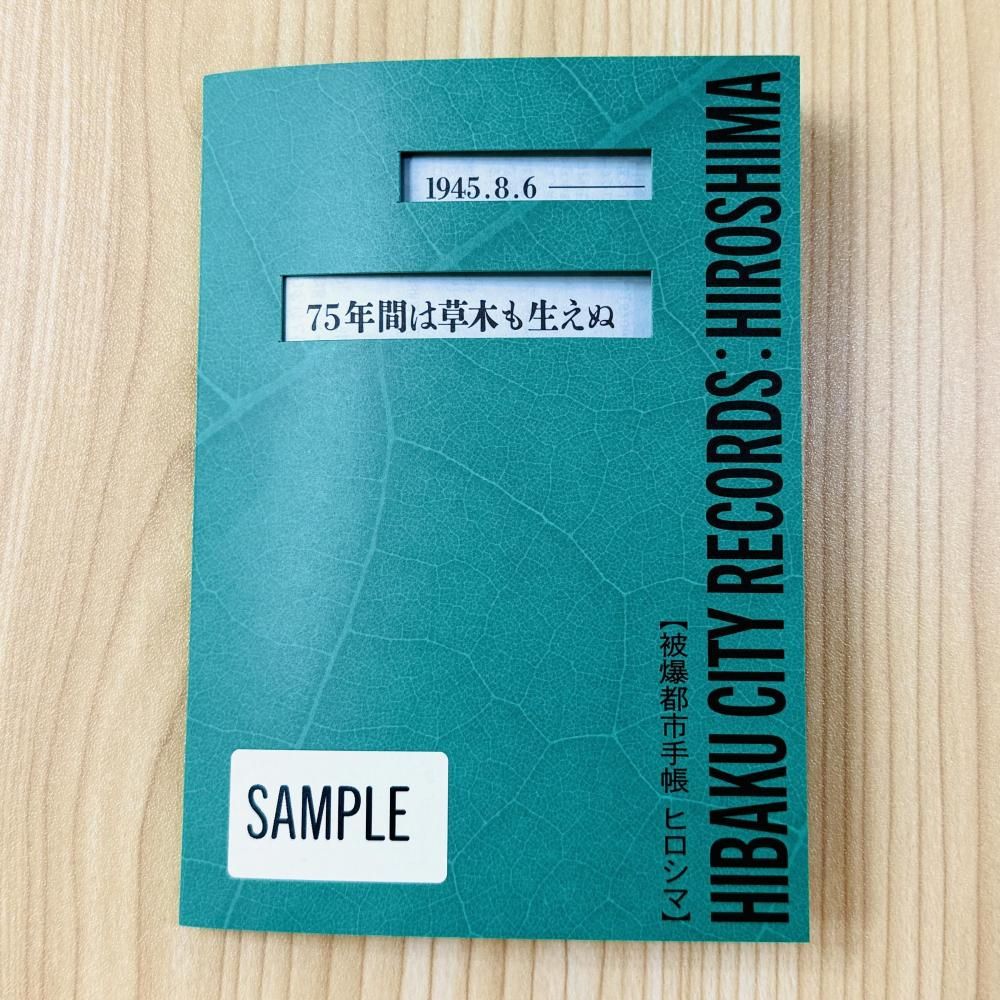 1945.8.6 ―――
75年間は草木も生えぬ
HIBAKU CITY RECORDS: HIROSHIMA
【被爆都市手帳 ヒロシマ】
SAMPLE